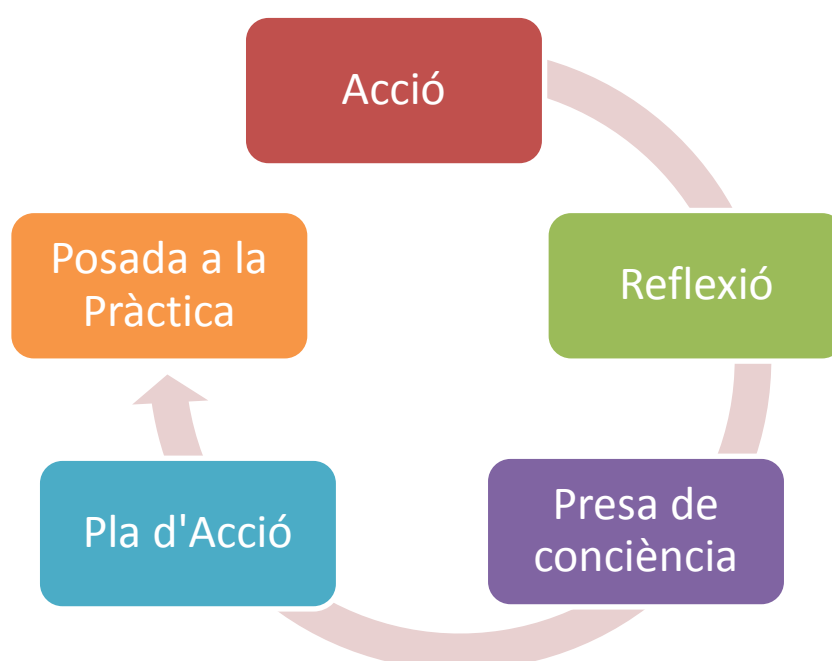 Acció
Reflexió
Presa de
conciència
Pla d'Acció
Posada a la
Pràctica